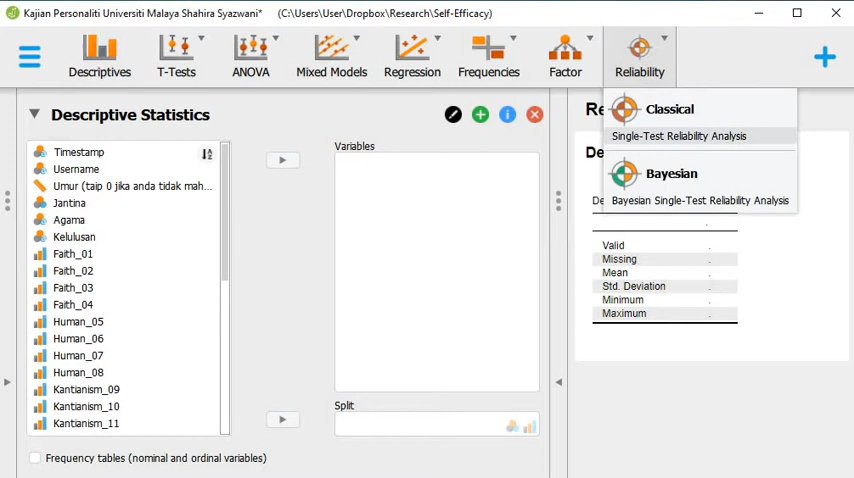 Kajian Personaliti Universiti Malaya Shahira Syazwani* (C:\Users\User\Dropbox\Research\Self-Efficacy)
Descriptives T-Tests ANOVA Mixed Models Regression Frequencies Factor Reliability
Descriptive Statistics
Timestamp
Username
Umur (taip 0 jika anda tidak mah...
Jantina
Agama
Kelulusan
Faith_01
Faith_02
Faith_03
Faith_04
Human_05
Human_06
Human_07
Human_08
Kantianism_09
Kantianism_10
Kantianism_11
Variables
Split
Frequency tables (nominal and ordinal variables)
Re
Classical
Single-Test Reliability Analysis
Bayesian
Bayesian Single-Test Reliability Analysis
De
De
Valid .
Missing .
Mean .
Std. Deviation .
Minimum .
Maximum .